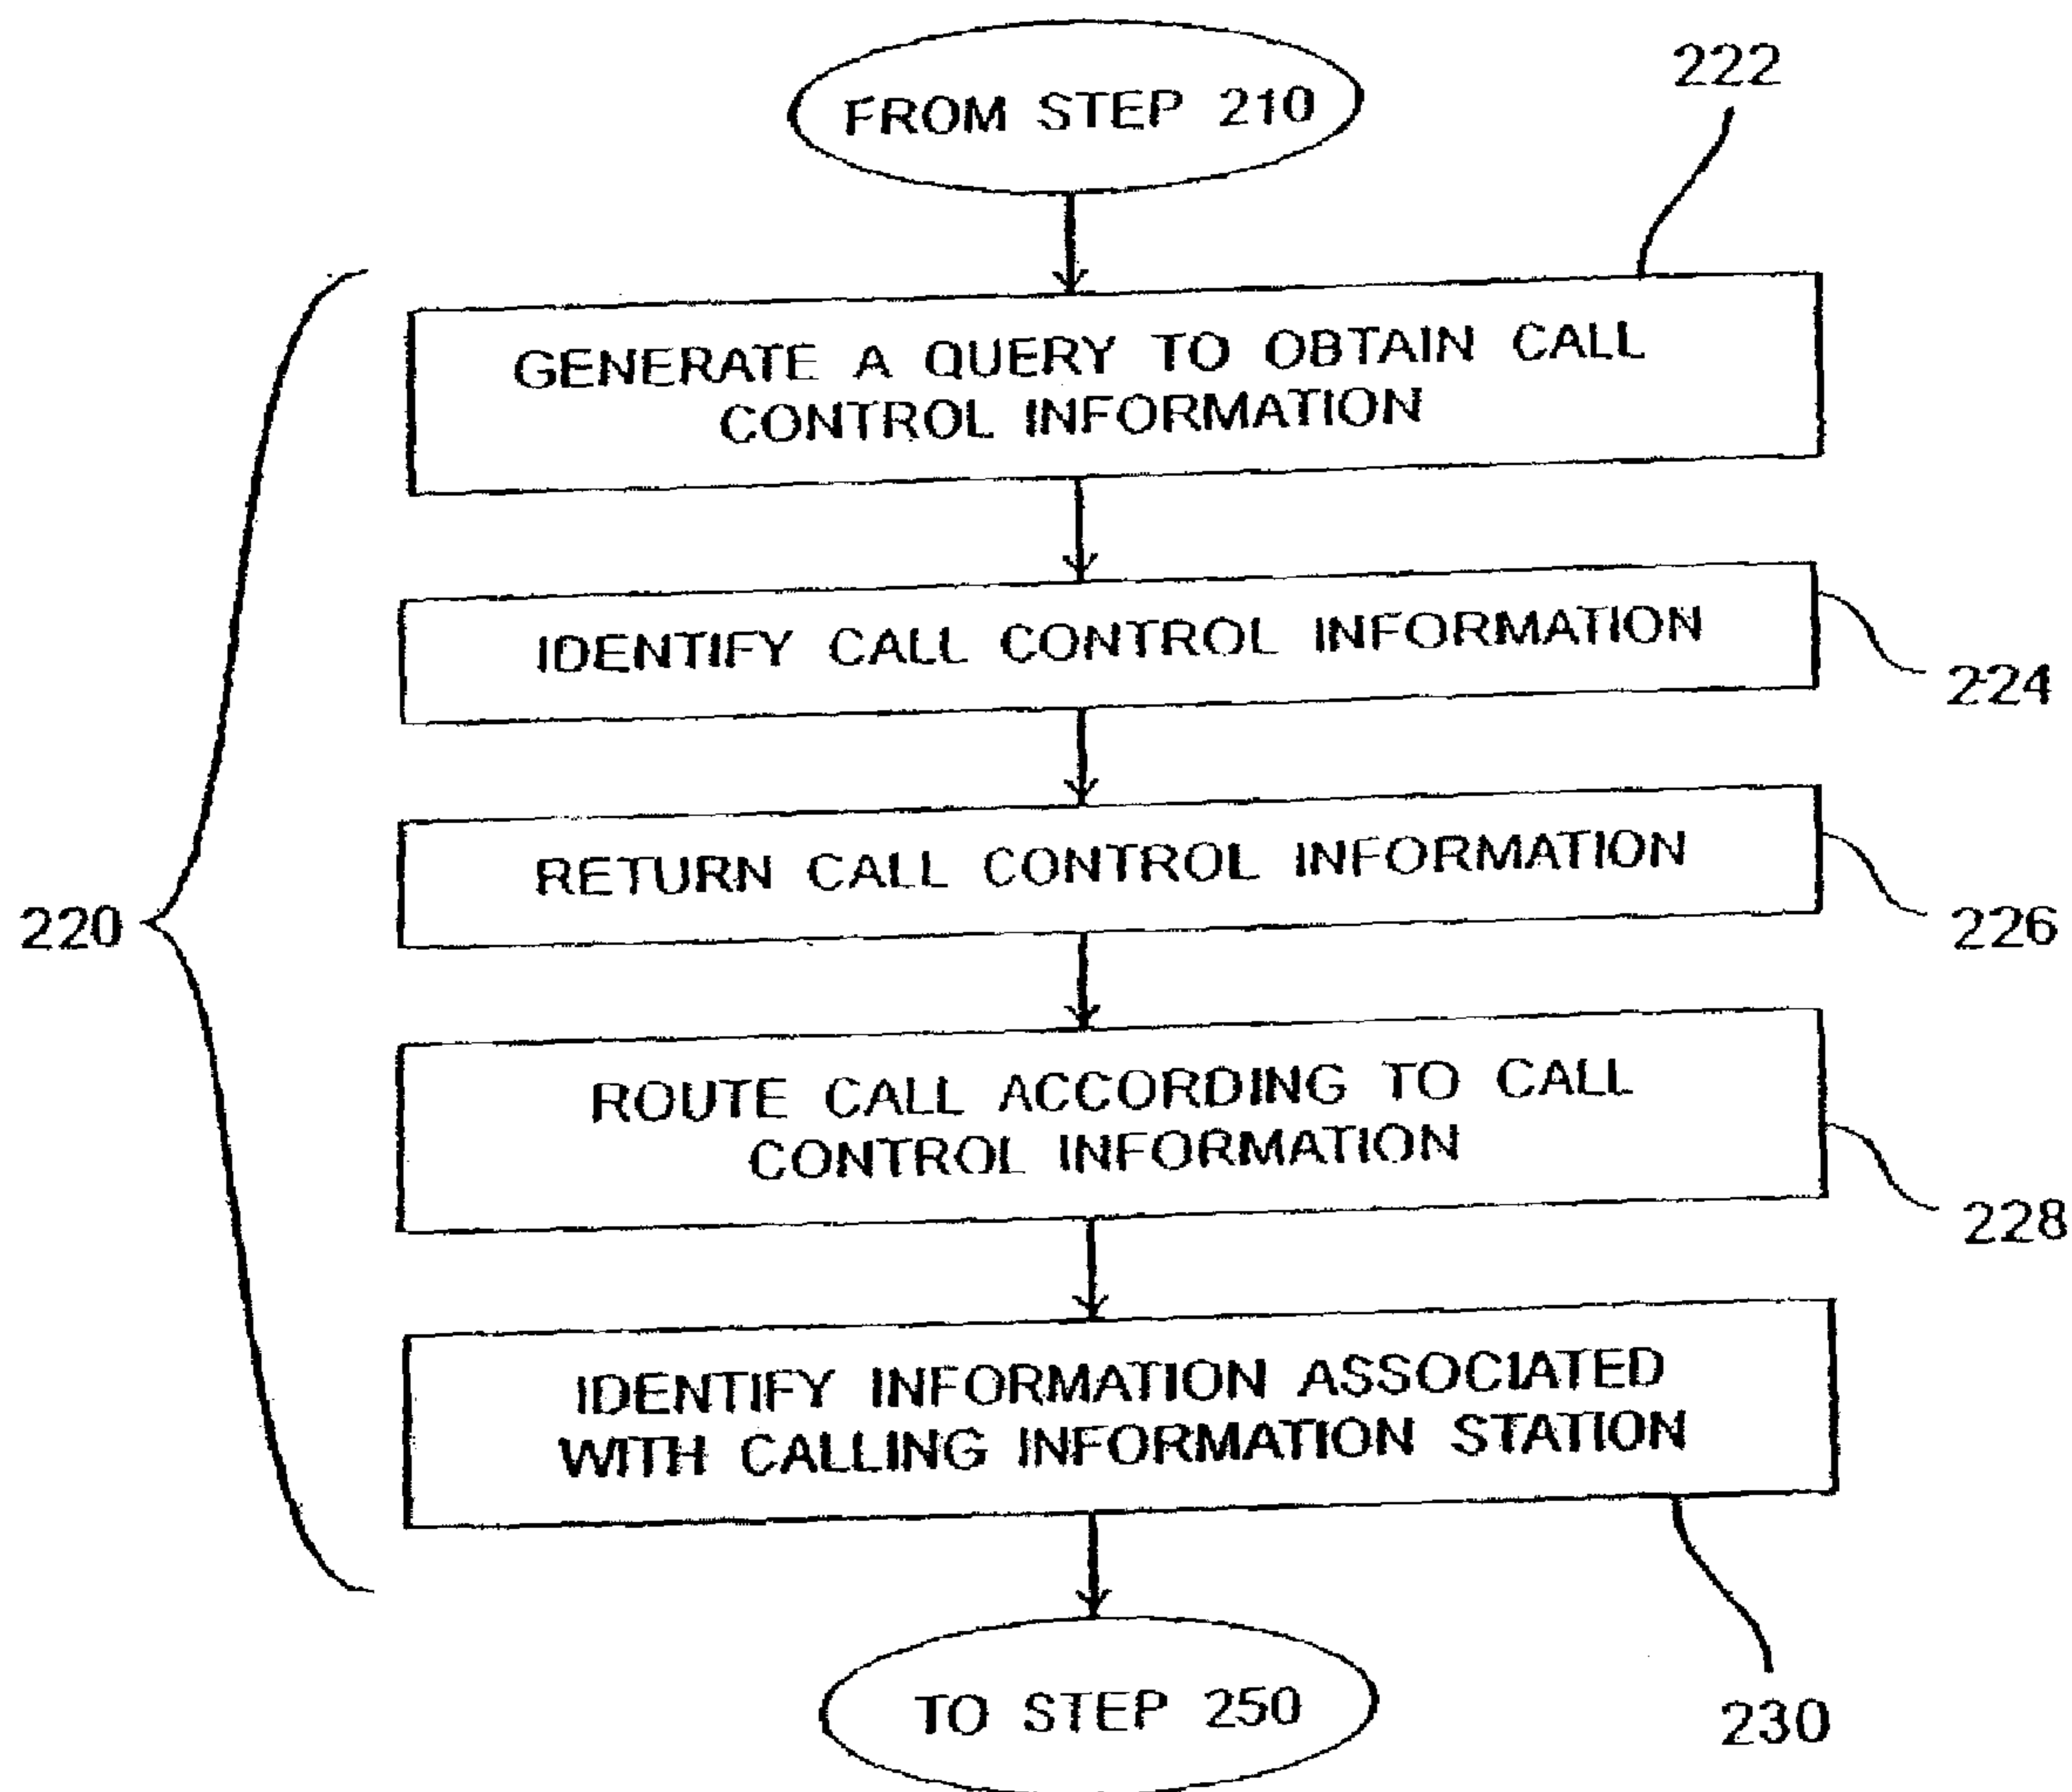 FROM STEP 210
222
GENERATE A QUERY TO OBTAIN CALL
CONTROL INFORMATION
IDENTIFY CALL CONTROL INFORMATION
224
RETURN CALL CONTROL INFORMATION
220
226
ROUTE CALL ACCORDING TO CALL
CONTROL INFORMATION
228
IDENTIFY INFORMATION ASSOCIATED
WITH CALLING INFORMATION STATION
TO STEP 250
230